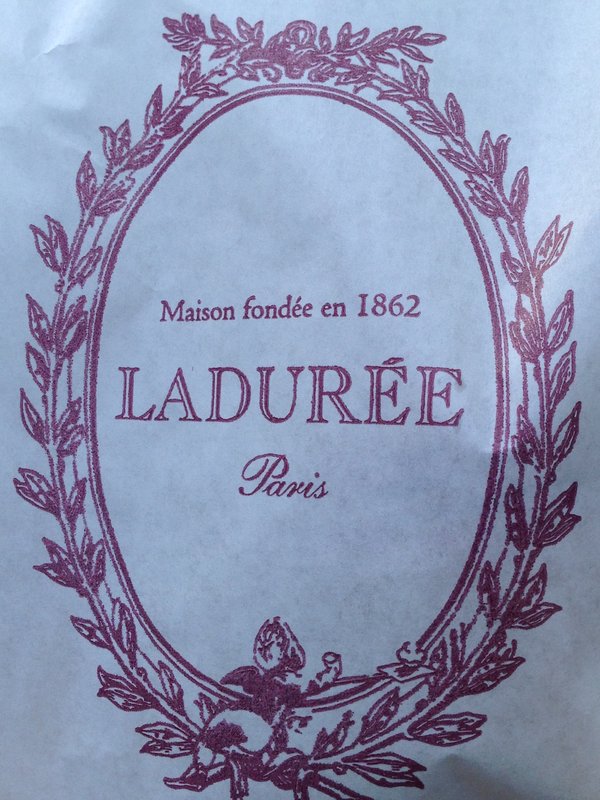 Maison fondée en 1862
LADURÉE
Paris